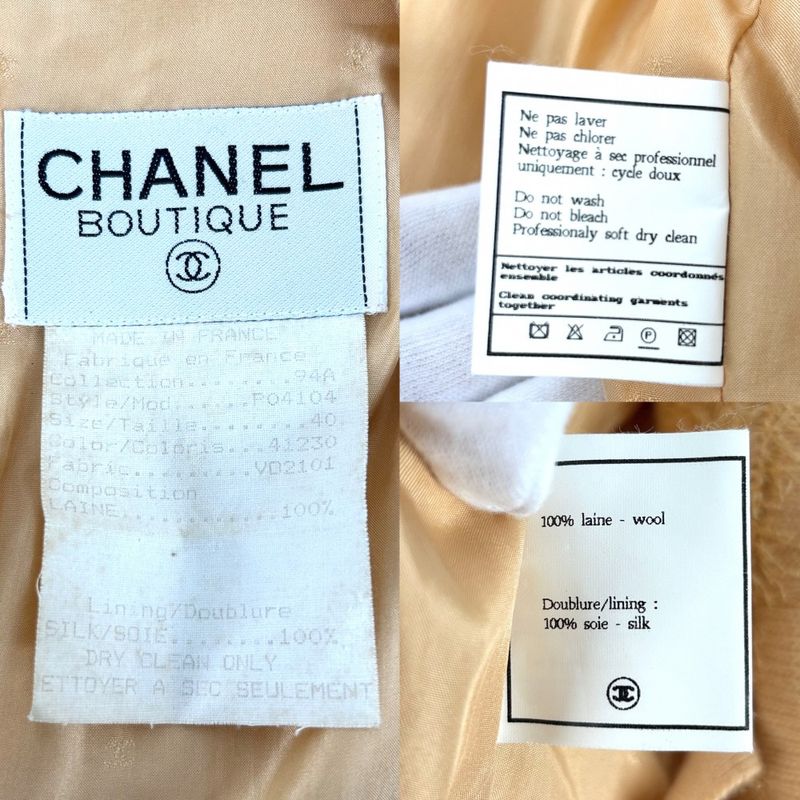 CHANEL
BOUTIQUE
MADE IN FRANCE
Fabriqué en France
Collection........94A
Style/Mod......P04104
Size/Taille........40
Color/Coloris...41230
Fabric.........VD2101
Composition
LAINE............100%
Lining/Doublure
SILK/SOIE........100%
DRY CLEAN ONLY
ETTOYER A SEC SEULEMENT
Ne pas laver
Ne pas chlorer
Nettoyage à sec professionnel
uniquement : cycle doux
Do not wash
Do not bleach
Professionaly soft dry clean
Nettoyer les articles coordonnés
ensemble
Clean coordinating garments
together
P
100% laine - wool
Doublure/lining :
100% soie - silk